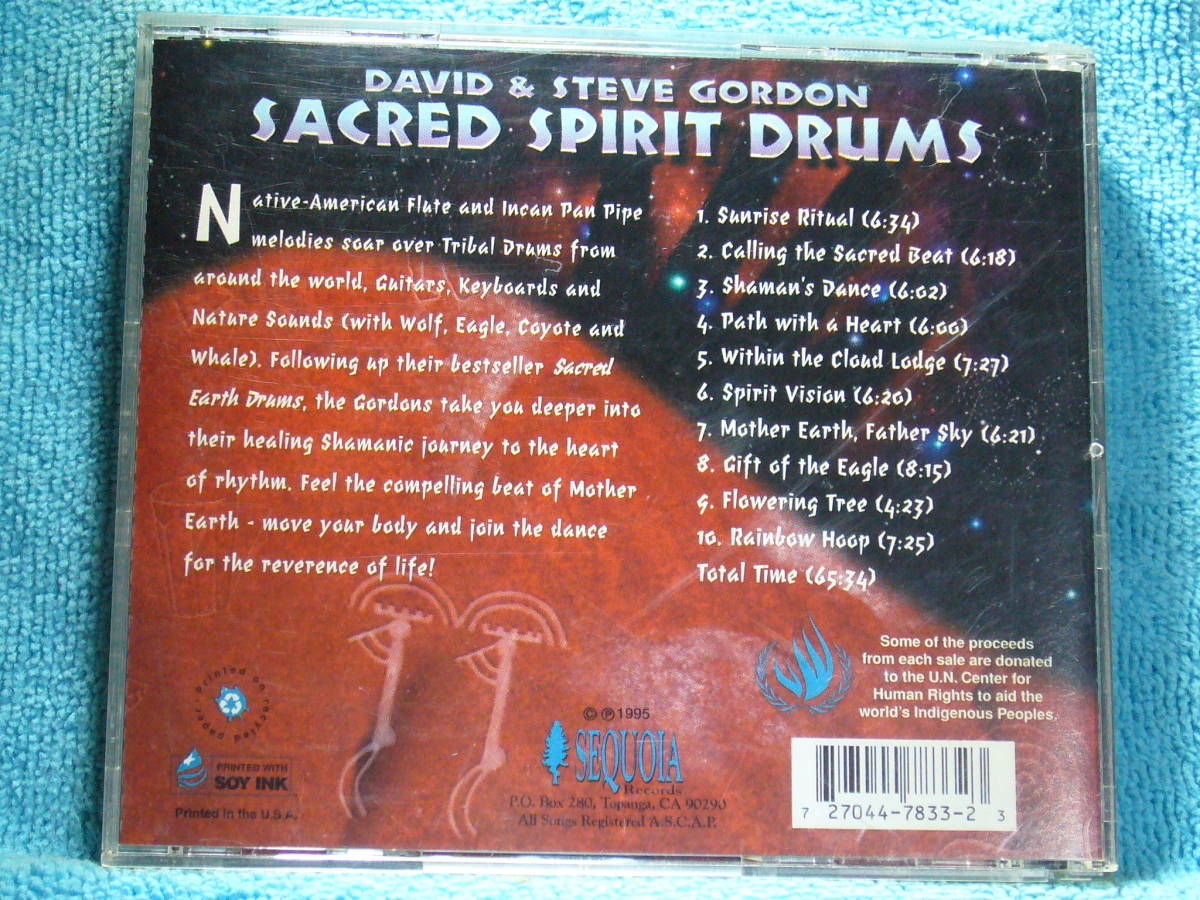 DAVID & STEVE GORDON
SACRED SPIRIT DRUMS
Native-American Flute and Incan Pan Pipe
melodies soar over Tribal Drums from
around the world, Guitars, Keyboards and
Nature Sounds (with Wolf, Eagle, Coyote and
Whale). Following up their bestseller Sacred
Earth Drums, the Gordons take you deeper into
their healing Shamanic journey to the heart
of rhythm. Feel the compelling beat of Mother
Earth - move your body and join the dance
for the reverence of life!
1. Sunrise Ritual (6:34)
2. Calling the Sacred Beat (6:18)
3. Shaman's Dance (6:02)
4. Path with a Heart (6:00)
5. Within the Cloud Lodge (7:27)
6. Spirit Vision (6:20)
7. Mother Earth, Father Sky (6:21)
8. Gift of the Eagle (8:15)
9. Flowering Tree (4:23)
10. Rainbow Hoop (7:25)
Total Time (65:34)
Some of the proceeds
from each sale are donated
to the U.N. Center for
Human Rights to aid the
world's Indigenous Peoples.
Printed on recycled paper.
PRINTED WITH
SOY INK
Printed in the U.S.A.
© ℗ 1995
SEQUOIA
Records
P.O. Box 280, Topanga, CA 90290
All Songs Registered A.S.C.A.P.
7 27044-7833-2 3